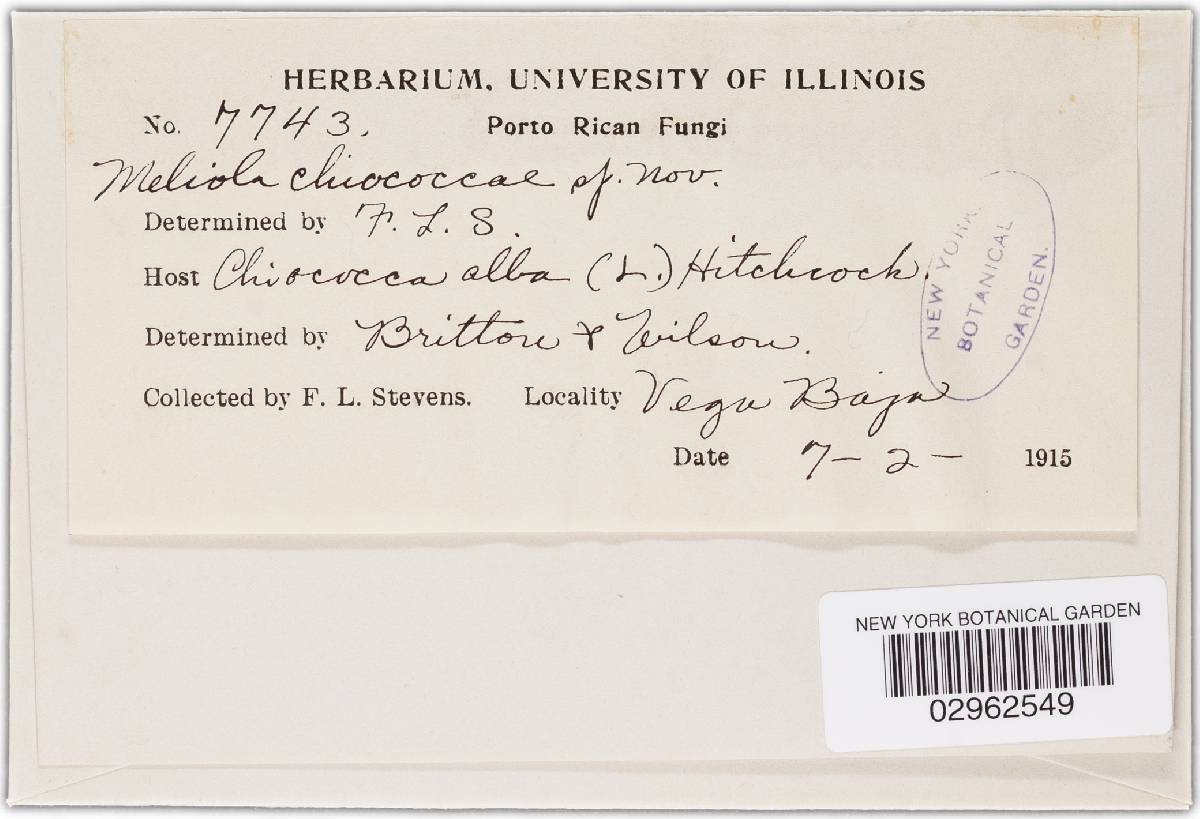 HERBARIUM, UNIVERSITY OF ILLINOIS
No. 7743. Porto Rican Fungi
Meliola chiococcae sp. nov.
Determined by F. L. S.
Host Chiococca alba (L.) Hitchcock.
Determined by Britton & Wilson.
Collected by F. L. Stevens. Locality Vega Baja
Date 7-2- 1915
NEW YORK
BOTANICAL
GARDEN.
NEW YORK BOTANICAL GARDEN
02962549